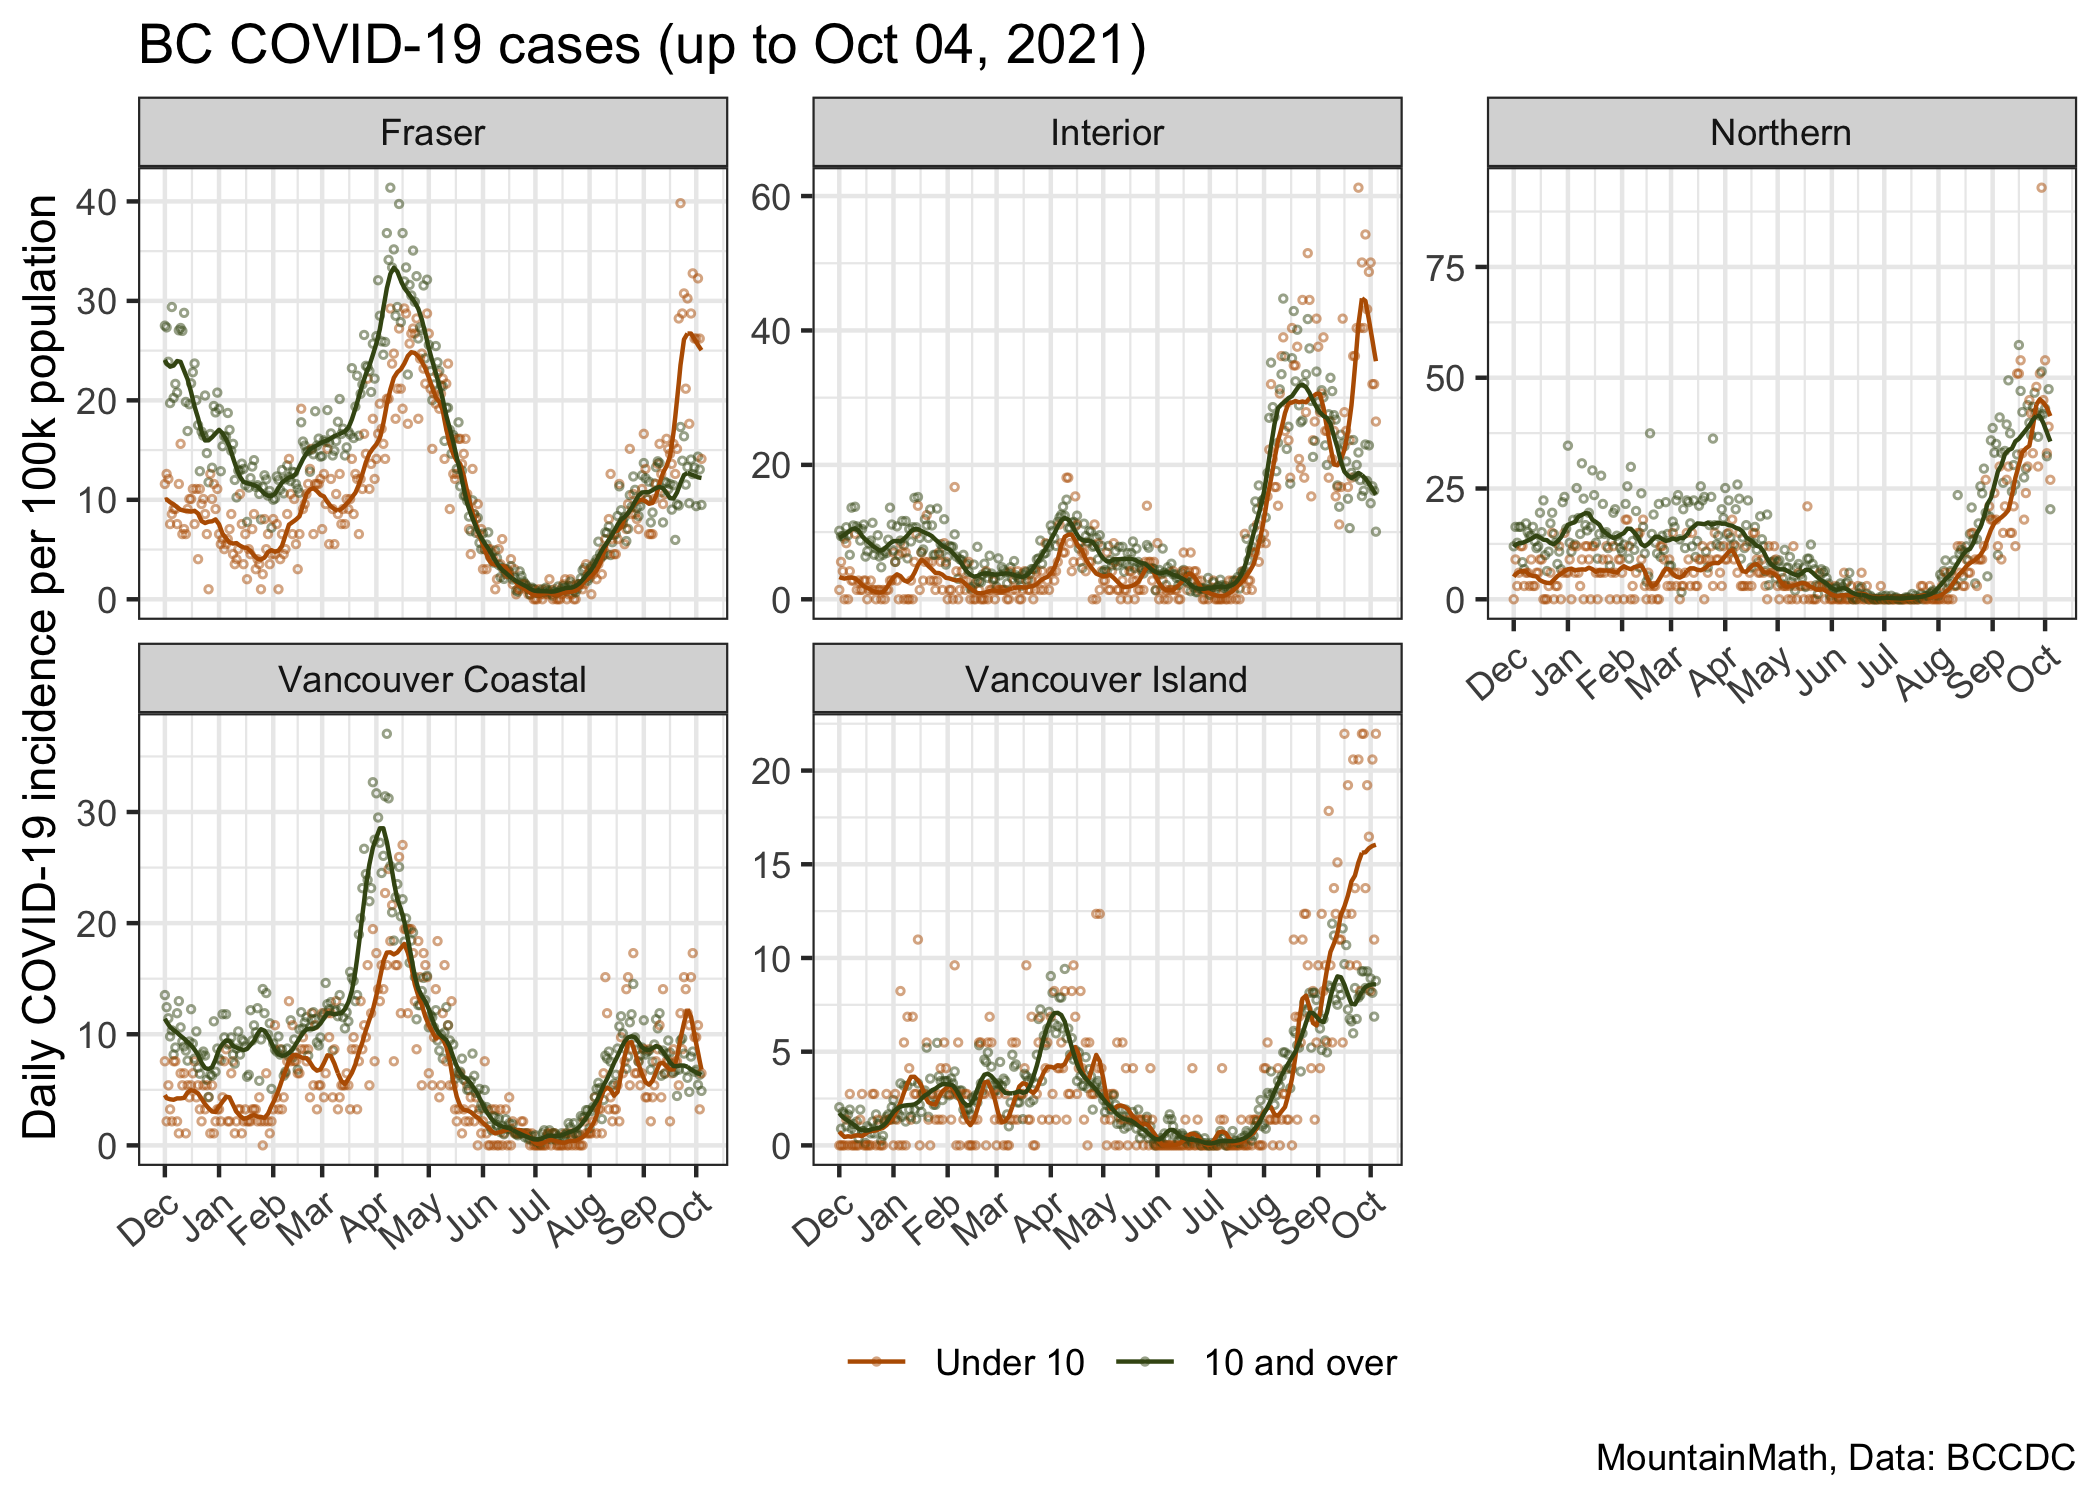 BC COVID-19 cases (up to Oct 04, 2021)
Daily COVID-19 incidence per 100k population
Fraser
40
30
20
10
0
Interior
60
40
20
0
Northern
75
50
25
0
Dec Jan Feb Mar Apr May Jun Jul Aug Sep Oct
Vancouver Coastal
30
20
10
0
Dec Jan Feb Mar Apr May Jun Jul Aug Sep Oct
Vancouver Island
20
15
10
5
0
Dec Jan Feb Mar Apr May Jun Jul Aug Sep Oct
Under 10 10 and over
MountainMath, Data: BCCDC